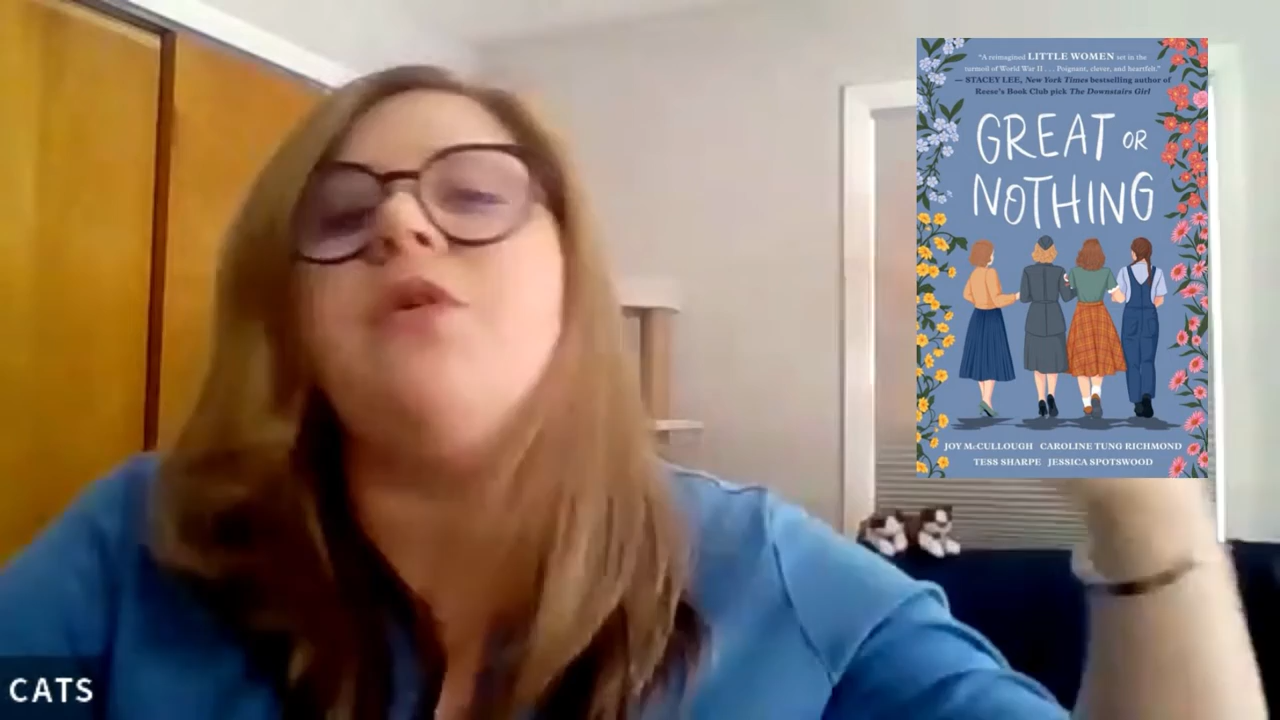 "A reimagined LITTLE WOMEN set in the
turmoil of World War II . . . Poignant, clever, and heartfelt."
— STACEY LEE, New York Times bestselling author of
Reese's Book Club pick The Downstairs Girl
GREAT OR
NOTHING
JOY McCULLOUGH CAROLINE TUNG RICHMOND
TESS SHARPE JESSICA SPOTSWOOD
CATS